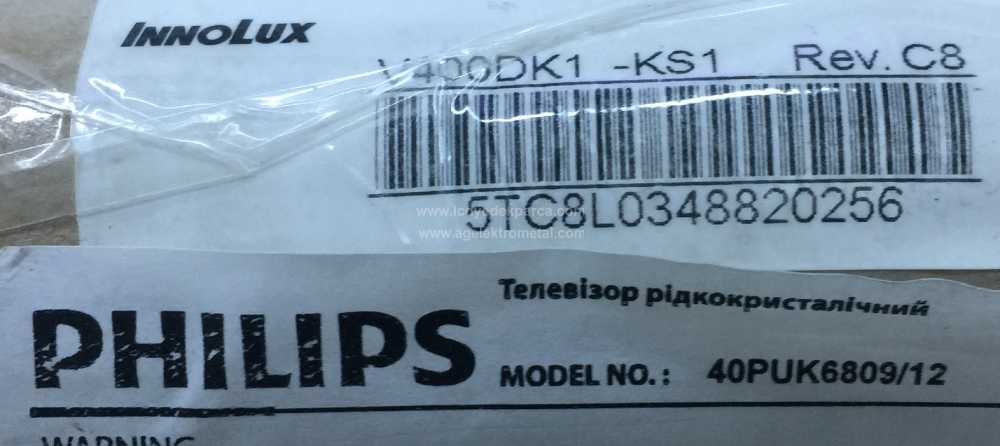 INNOLUX
V400DK1 -KS1 Rev. C8
5TC8L0348820256
www.lcdyedekparca.com
www.agelektrometal.com
Телевізор рідкокристалічний
PHILIPS
MODEL NO. : 40PUK6809/12
WARNING